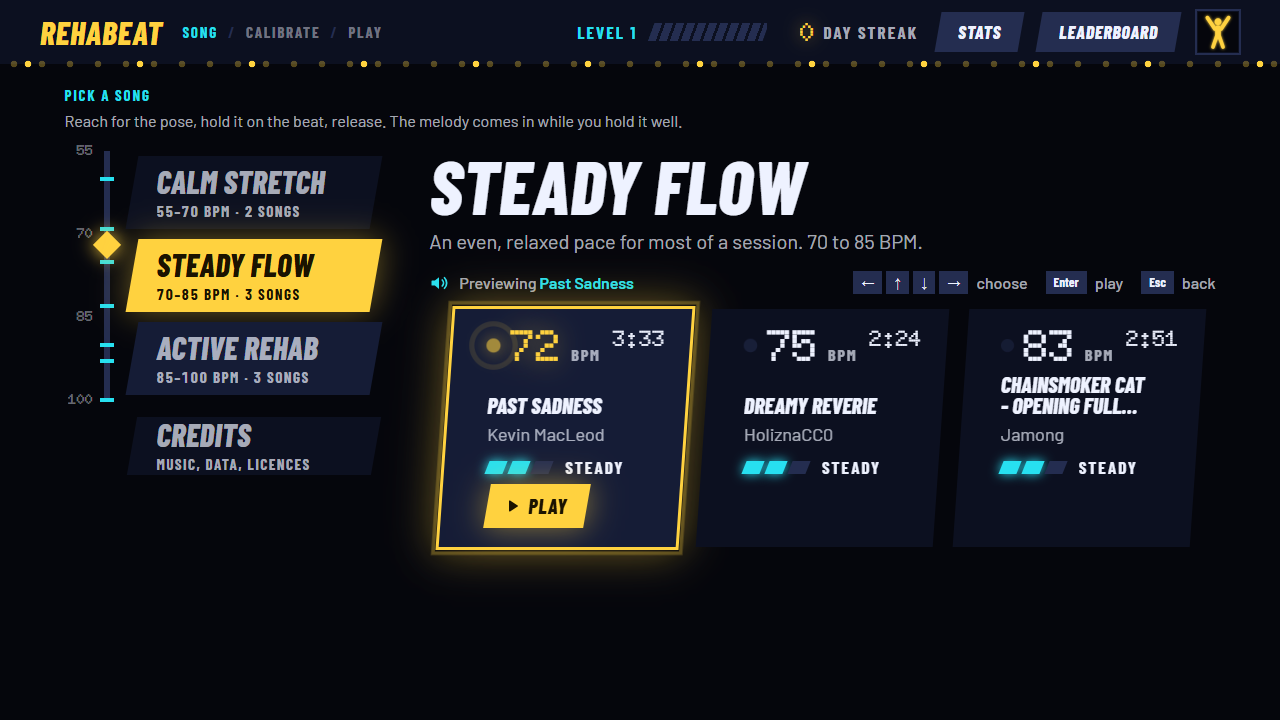 REHABEAT SONG / CALIBRATE / PLAY LEVEL 1 0 DAY STREAK STATS LEADERBOARD
PICK A SONG
Reach for the pose, hold it on the beat, release. The melody comes in while you hold it well.
55
70
85
100
CALM STRETCH
55-70 BPM · 2 SONGS
STEADY FLOW
70-85 BPM · 3 SONGS
ACTIVE REHAB
85-100 BPM · 3 SONGS
CREDITS
MUSIC, DATA, LICENCES
STEADY FLOW
An even, relaxed pace for most of a session. 70 to 85 BPM.
Previewing Past Sadness
← ↑ ↓ → choose Enter play Esc back
72 BPM 3:33
PAST SADNESS
Kevin MacLeod
STEADY
PLAY
75 BPM 2:24
DREAMY REVERIE
HoliznaCC0
STEADY
83 BPM 2:51
CHAINSMOKER CAT
- OPENING FULL...
Jamong
STEADY